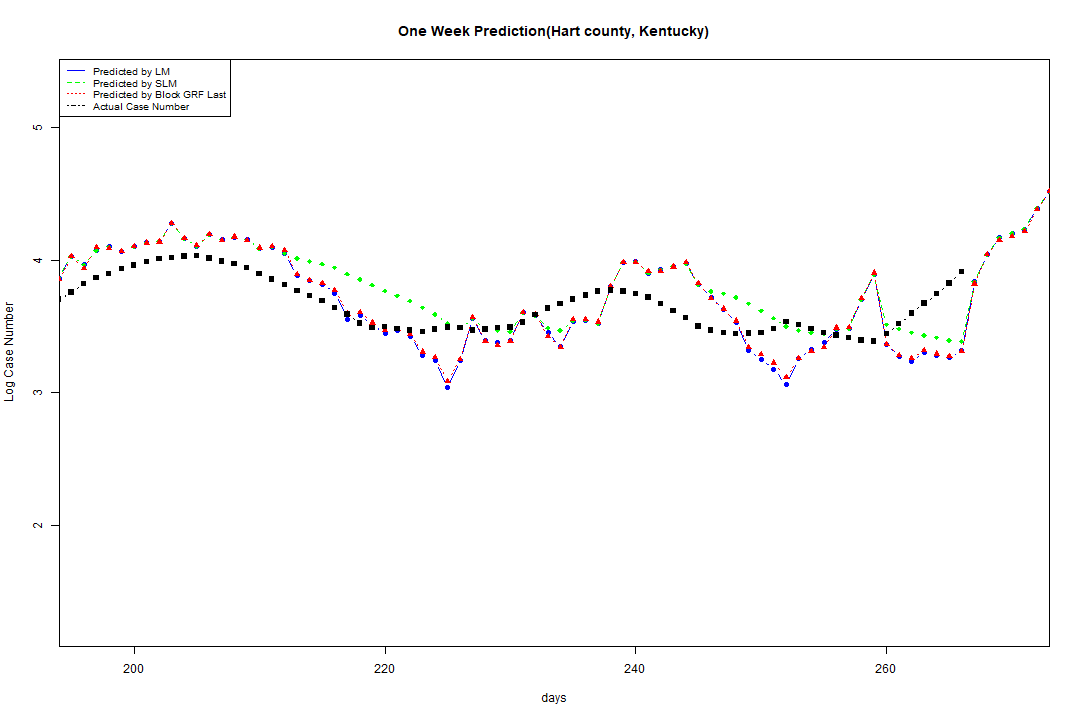 One Week Prediction(Hart county, Kentucky)
Predicted by LM
Predicted by SLM
Predicted by Block GRF Last
Actual Case Number
5
4
3
2
Log Case Number
200
220
240
260
days